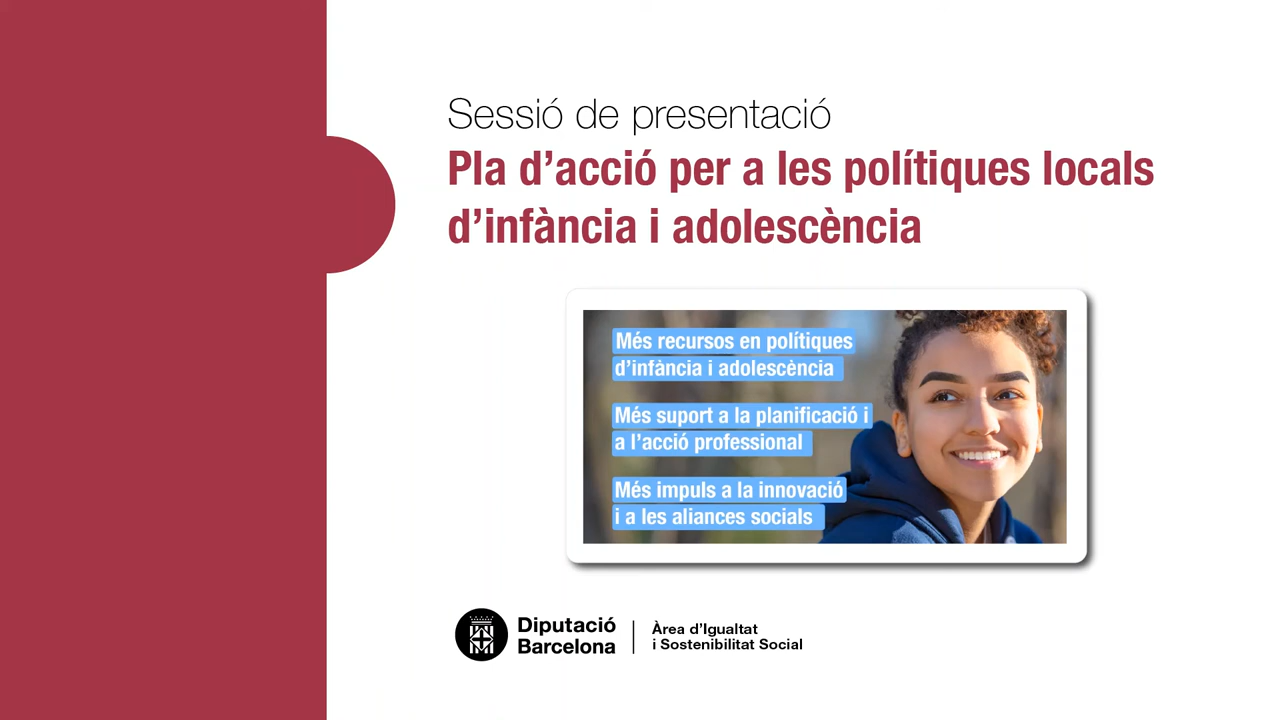 Sessió de presentació
Pla d’acció per a les polítiques locals
d’infància i adolescència
Més recursos en polítiques
d’infància i adolescència
Més suport a la planificació i
a l’acció professional
Més impuls a la innovació
i a les aliances socials
Diputació
Barcelona
Àrea d’Igualtat
i Sostenibilitat Social